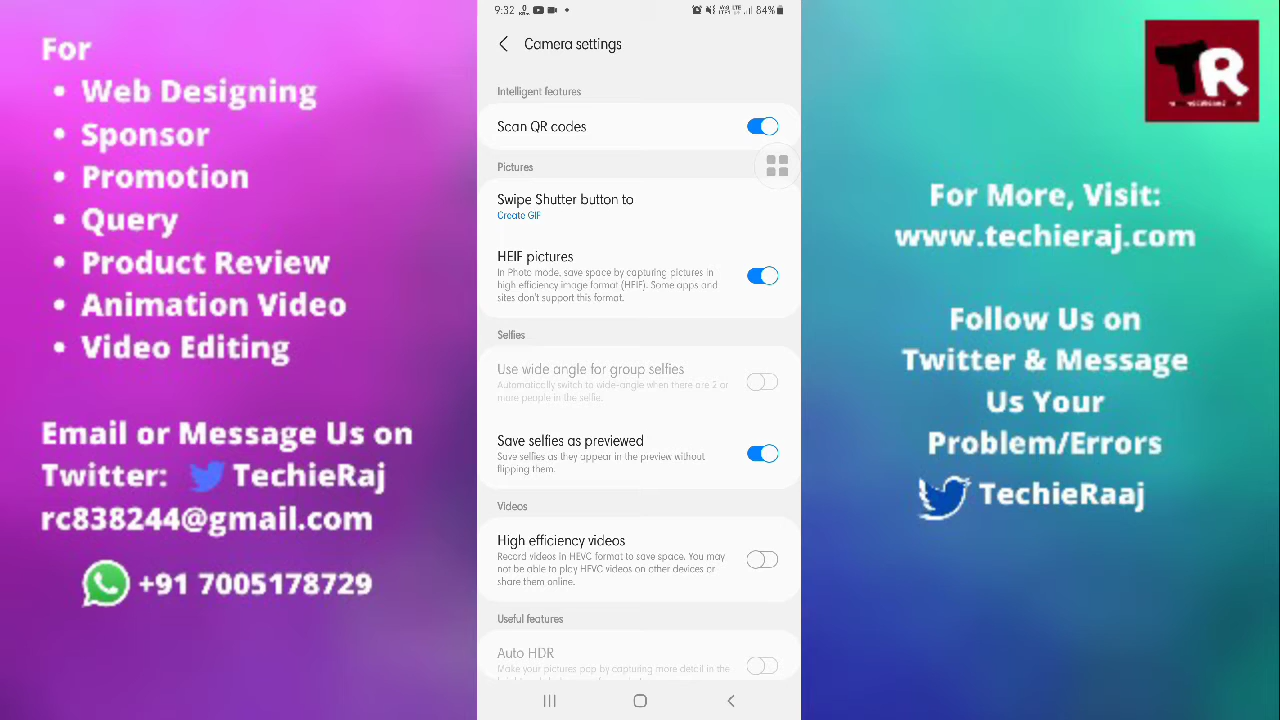 For
• Web Designing
• Sponsor
• Promotion
• Query
• Product Review
• Animation Video
• Video Editing
Email or Message Us on
Twitter: TechieRaj
rc838244@gmail.com
+91 7005178729
9:32
84%
Camera settings
Intelligent features
Scan QR codes
Pictures
Swipe Shutter button to
Create GIF
HEIF pictures
In Photo mode, save space by capturing pictures in
high efficiency image format (HEIF). Some apps and
sites don't support this format.
Selfies
Use wide angle for group selfies
Automatically switch to wide-angle when there are 2 or
more people in the selfie.
Save selfies as previewed
Save selfies as they appear in the preview without
flipping them.
Videos
High efficiency videos
Record videos in HEVC format to save space. You may
not be able to play HEVC videos on other devices or
share them online.
Useful features
Auto HDR
Make your pictures pop by capturing more detail in the
TR
For More, Visit:
www.techieraj.com
Follow Us on
Twitter & Message
Us Your
Problem/Errors
TechieRaaj